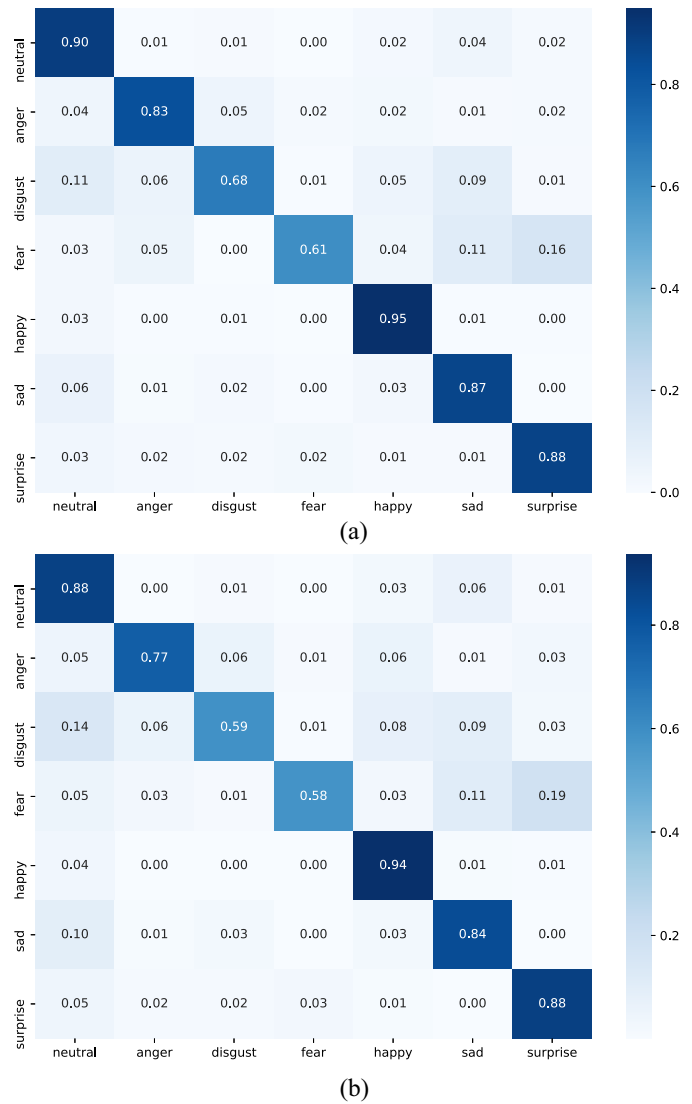 neutral 0.90 0.01 0.01 0.00 0.02 0.04 0.02
0.8
anger 0.04 0.83 0.05 0.02 0.02 0.01 0.02
disgust 0.11 0.06 0.68 0.01 0.05 0.09 0.01
0.6
fear 0.03 0.05 0.00 0.61 0.04 0.11 0.16
0.4
happy 0.03 0.00 0.01 0.00 0.95 0.01 0.00
0.2
sad 0.06 0.01 0.02 0.00 0.03 0.87 0.00
surprise 0.03 0.02 0.02 0.02 0.01 0.01 0.88
0.0
neutral anger disgust fear happy sad surprise
(a)
neutral 0.88 0.00 0.01 0.00 0.03 0.06 0.01
0.8
anger 0.05 0.77 0.06 0.01 0.06 0.01 0.03
disgust 0.14 0.06 0.59 0.01 0.08 0.09 0.03
0.6
fear 0.05 0.03 0.01 0.58 0.03 0.11 0.19
0.4
happy 0.04 0.00 0.00 0.00 0.94 0.01 0.01
sad 0.10 0.01 0.03 0.00 0.03 0.84 0.00
0.2
surprise 0.05 0.02 0.02 0.03 0.01 0.00 0.88
neutral anger disgust fear happy sad surprise
(b)